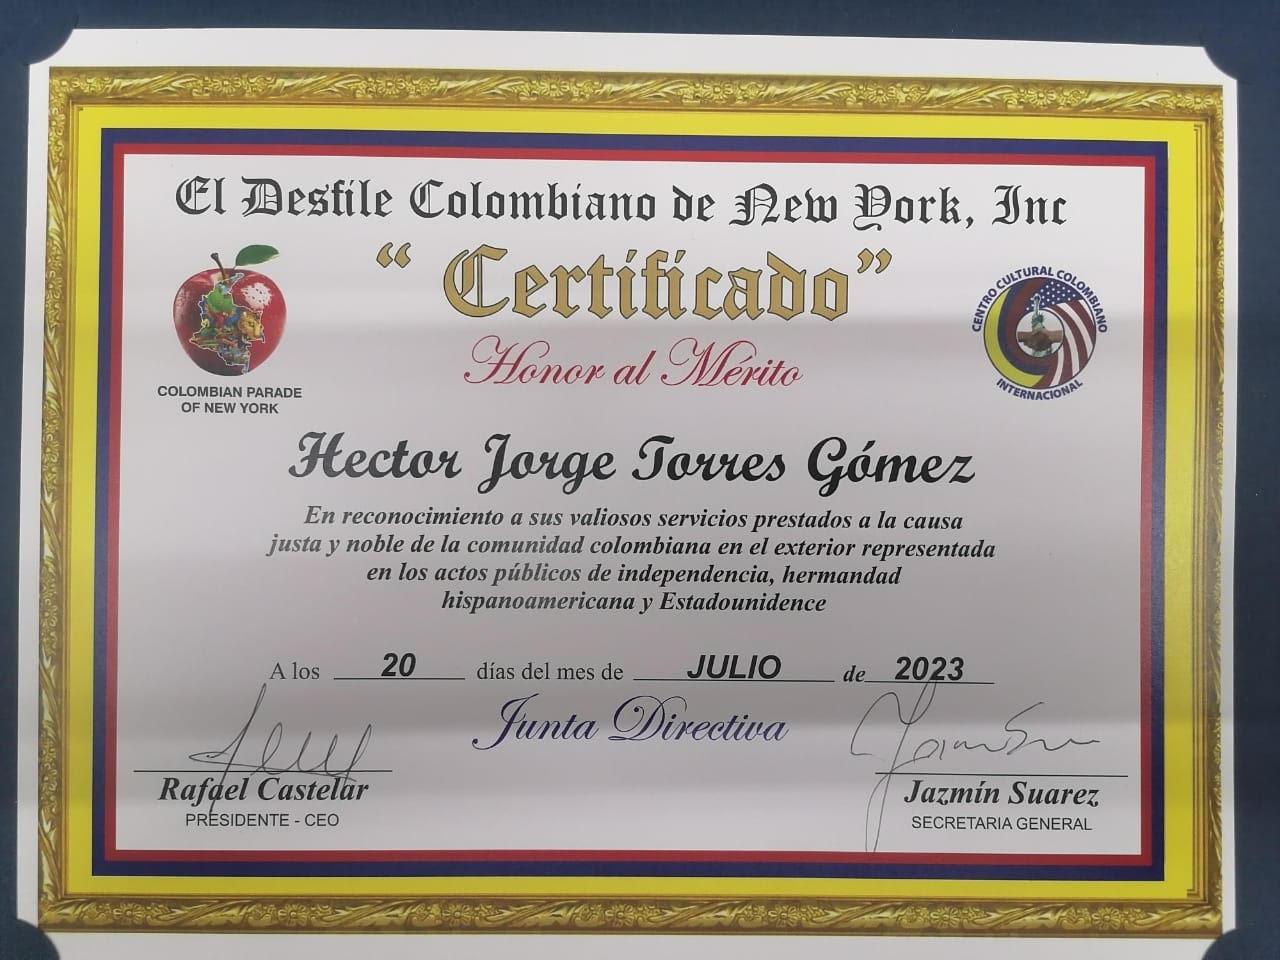 El Desfile Colombiano de New York, Inc
“ Certificado”
Honor al Mérito
COLOMBIAN PARADE
OF NEW YORK
CENTRO CULTURAL COLOMBIANO
INTERNACIONAL
Hector Jorge Torres Gómez
En reconocimiento a sus valiosos servicios prestados a la causa
justa y noble de la comunidad colombiana en el exterior representada
en los actos públicos de independencia, hermandad
hispanoamericana y Estadounidence
A los 20 días del mes de JULIO de 2023
Junta Directiva
Rafael Castelar
PRESIDENTE - CEO
Jazmín Suarez
SECRETARIA GENERAL